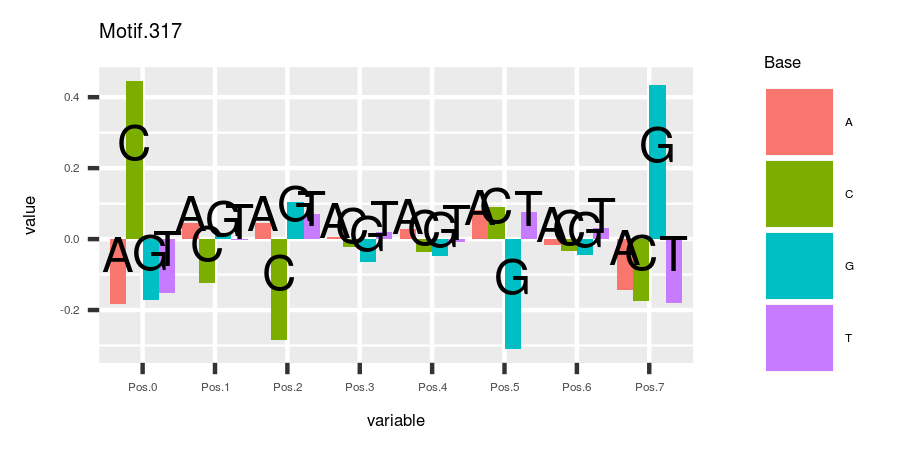 Motif.317
Base
A
C
G
T
value
0.4
0.2
0.0
-0.2
A C G T A C G T A C G T A C G T A C G T A C G T A C G T A C G T
Pos.0 Pos.1 Pos.2 Pos.3 Pos.4 Pos.5 Pos.6 Pos.7
variable